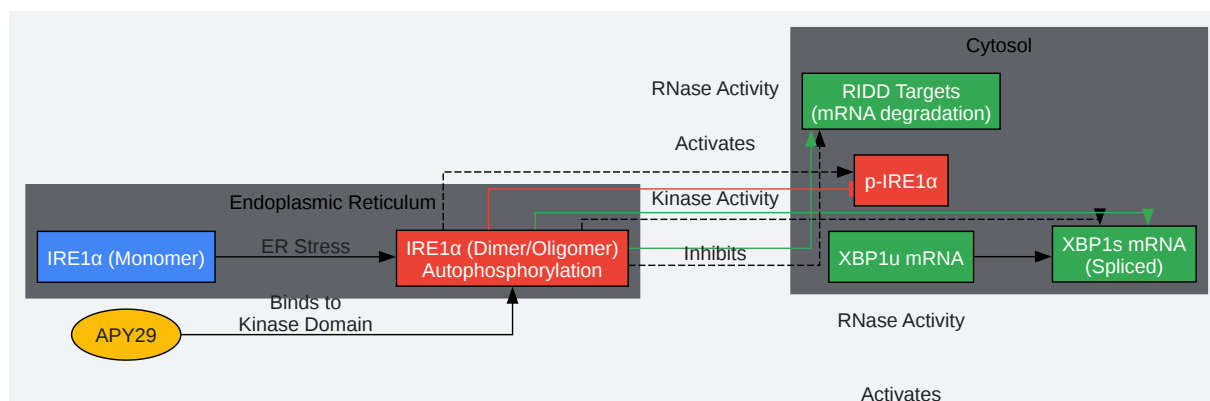 Cytosol
RNase Activity
RIDD Targets
(mRNA degradation)
Activates
p-IRE1α
Kinase Activity
Endoplasmic Reticulum
IRE1α (Monomer)
ER Stress
IRE1α (Dimer/Oligomer)
Autophosphorylation
Inhibits
XBP1u mRNA
XBP1s mRNA
(Spliced)
Binds to
Kinase Domain
APY29
RNase Activity
Activates